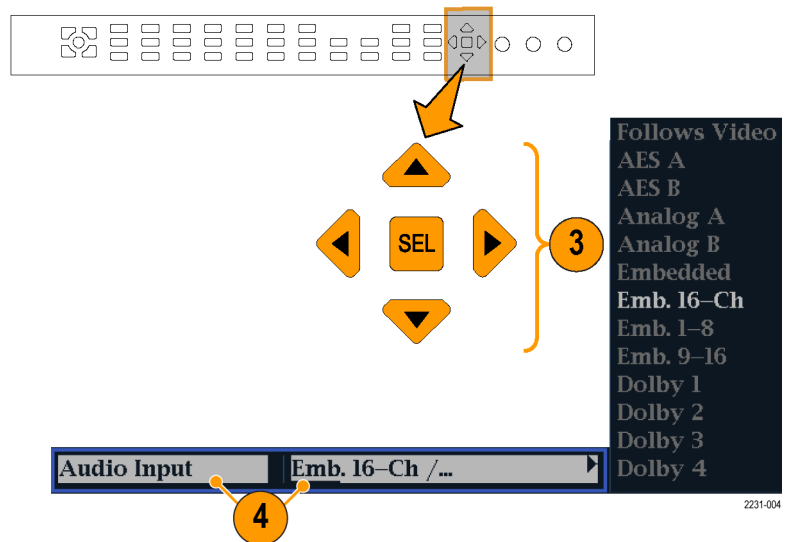 SEL
3
Follows Video
AES A
AES B
Analog A
Analog B
Embedded
Emb. 16–Ch
Emb. 1–8
Emb. 9–16
Dolby 1
Dolby 2
Dolby 3
Dolby 4
Audio Input
Emb. 16–Ch /...
4
2231-004